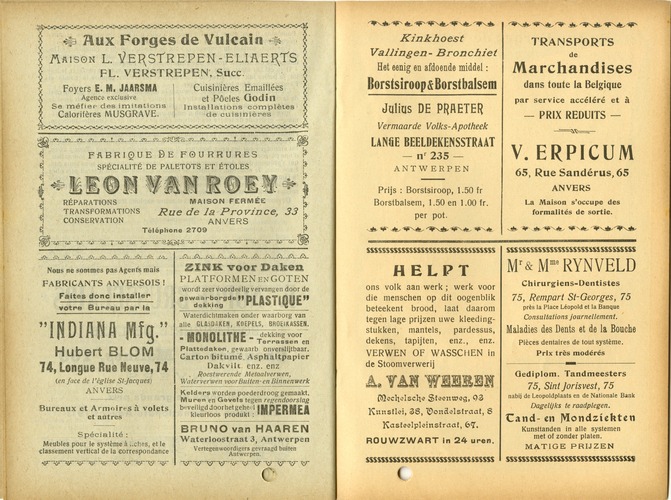 Aux Forges de Vulcain
MAISON L. VERSTREPEN-ELIAERTS
FL. VERSTREPEN, Succ.
Foyers E. M. JAARSMA
Agence exclusive
Se méfier des imitations
Calorifères MUSGRAVE.
Cuisinières Emaillées
et Pôeles Godin
Installations complètes
de cuisinières
FABRIQUE DE FOURRURES
SPÉCIALITÉ DE PALETOTS ET ÉTOLES
LEON VAN ROEY
RÉPARATIONS
TRANSFORMATIONS
CONSERVATION
MAISON FERMÉE
Rue de la Province, 33
ANVERS
Téléphone 2709
Nous ne sommes pas Agents mais
FABRICANTS ANVERSOIS !
Faites donc installer
votre Bureau par la
"INDIANA Mfg."
Hubert BLOM
74, Longue Rue Neuve, 74
(en face de l'église St-Jacques)
ANVERS
Bureaux et Armoires à volets
et autres
Spécialité :
Meubles pour le système à fiches, et le
classement vertical de la correspondance
ZINK voor Daken
PLATFORMEN EN GOTEN
wordt zeer voordeelig vervangen door de
gewaarborgde dekking "PLASTIQUE"
Waterdichtmaken onder waarborg van
alle GLASDAKEN, KOEPELS, BROEIKASSEN.
- MONOLITHE - dekking voor Terrassen en
Plattedaken, gewaarb. onverslijtbaar.
Carton bitumé, Asphaltpapier
Dakvilt enz. enz
Roestwerende Metaalverwen,
Waterverwen voor Buiten- en Binnenwerk
Kelders worden poederdroog gemaakt,
Muren en Gavels tegen regendoorslag
beveiligd door het geheel
kleurloos produkt : IMPERMEA
BRUNO van HAAREN
Waterloostraat 3, Antwerpen
Vertegenwoordigers gevraagd buiten
Antwerpen.
Kinkhoest
Vallingen - Bronchiet
Het eenig en afdoende middel :
Borstsiroop & Borstbalsem
Julius DE PRAETER
Vermaarde Volks-Apotheek
LANGE BEELDEKENSSTRAAT
— nr 235 —
ANTWERPEN
Prijs : Borstsiroop, 1.50 fr
Borstbalsem, 1.50 en 1.00 fr.
per pot.
TRANSPORTS
de
Marchandises
dans toute la Belgique
par service accéléré et à
— PRIX REDUITS —
V. ERPICUM
65, Rue Sandérus, 65
ANVERS
La Maison s'occupe des
formalités de sortie.
HELPT
ons volk aan werk ; werk voor
die menschen op dit oogenblik
beteekent brood, laat daarom
tegen lage prijzen uwe kleeding-
stukken, mantels, pardessus,
dekens, tapijten, enz., enz.
VERWEN OF WASSCHEN in
de Stoomververij
A. VAN WEEREN
Mechelsche Steenweg, 93
Kunstlei, 38, Vondelstraat, 8
Kasteelpleinstraat, 67.
ROUWZWART in 24 uren.
Mr & Mme RYNVELD
Chirurgiens-Dentistes
75, Rempart St-Georges, 75
près la Place Léopold et la Banque
Consultations journellement.
Maladies des Dents et de la Bouche
Pièces dentaires de tout système.
Prix très modérés
Gediplom. Tandmeesters
75, Sint Jorisvest, 75
nabij de Leopoldplaats en de Nationale Bank
Dagelijks te raadplegen.
Tand- en Mondziekten
Kunsttanden in alle systemen
met of zonder platen.
MATIGE PRIJZEN